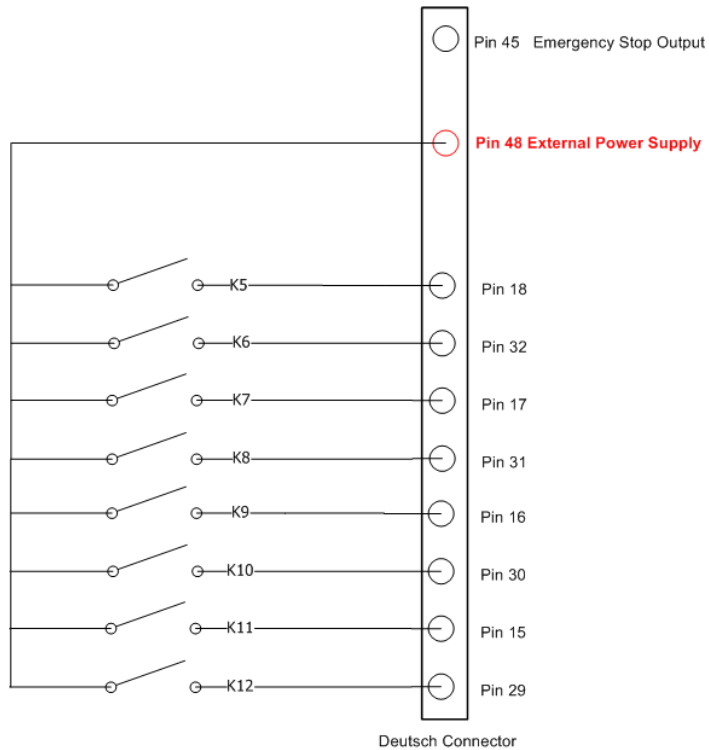 Pin 45 Emergency Stop Output
Pin 48 External Power Supply
K5 Pin 18
K6 Pin 32
K7 Pin 17
K8 Pin 31
K9 Pin 16
K10 Pin 30
K11 Pin 15
K12 Pin 29
Deutsch Connector